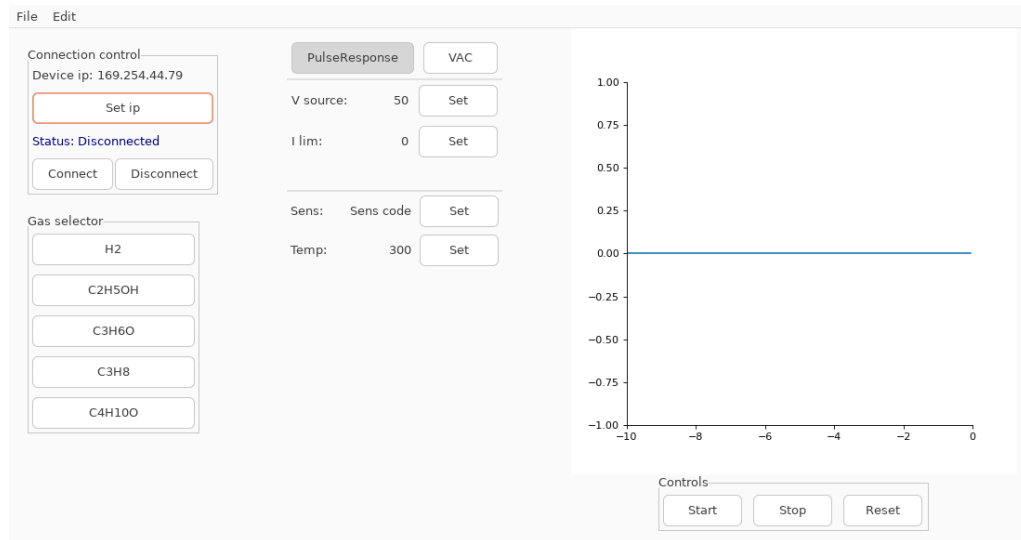 File Edit
Connection control
Device ip: 169.254.44.79
Set ip
Status: Disconnected
Connect Disconnect
Gas selector
H2
C2H5OH
C3H6O
C3H8
C4H10O
PulseResponse VAC
V source: 50 Set
I lim: 0 Set
Sens: Sens code Set
Temp: 300 Set
1.00
0.75
0.50
0.25
0.00
−0.25
−0.50
−0.75
−1.00
−10 −8 −6 −4 −2 0
Controls
Start Stop Reset